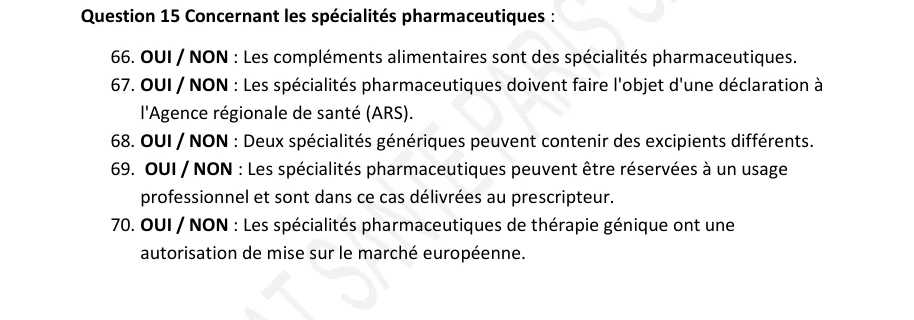 Question 15 Concernant les spécialités pharmaceutiques :
66. OUI / NON : Les compléments alimentaires sont des spécialités pharmaceutiques.
67. OUI / NON : Les spécialités pharmaceutiques doivent faire l'objet d'une déclaration à
l'Agence régionale de santé (ARS).
68. OUI / NON : Deux spécialités génériques peuvent contenir des excipients différents.
69. OUI / NON : Les spécialités pharmaceutiques peuvent être réservées à un usage
professionnel et sont dans ce cas délivrées au prescripteur.
70. OUI / NON : Les spécialités pharmaceutiques de thérapie génique ont une
autorisation de mise sur le marché européenne.
SANTE PARIS